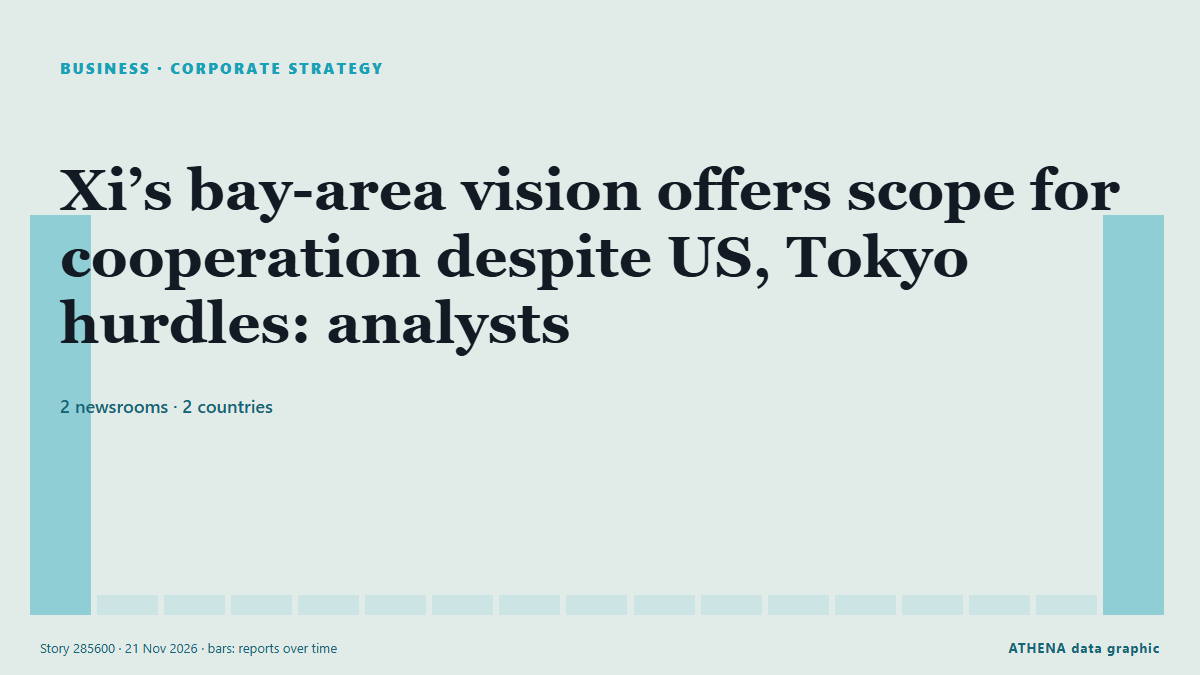 BUSINESS · CORPORATE STRATEGY
Xi’s bay-area vision offers scope for
cooperation despite US, Tokyo
hurdles: analysts
2 newsrooms · 2 countries
Story 285600 · 21 Nov 2026 · bars: reports over time
ATHENA data graphic